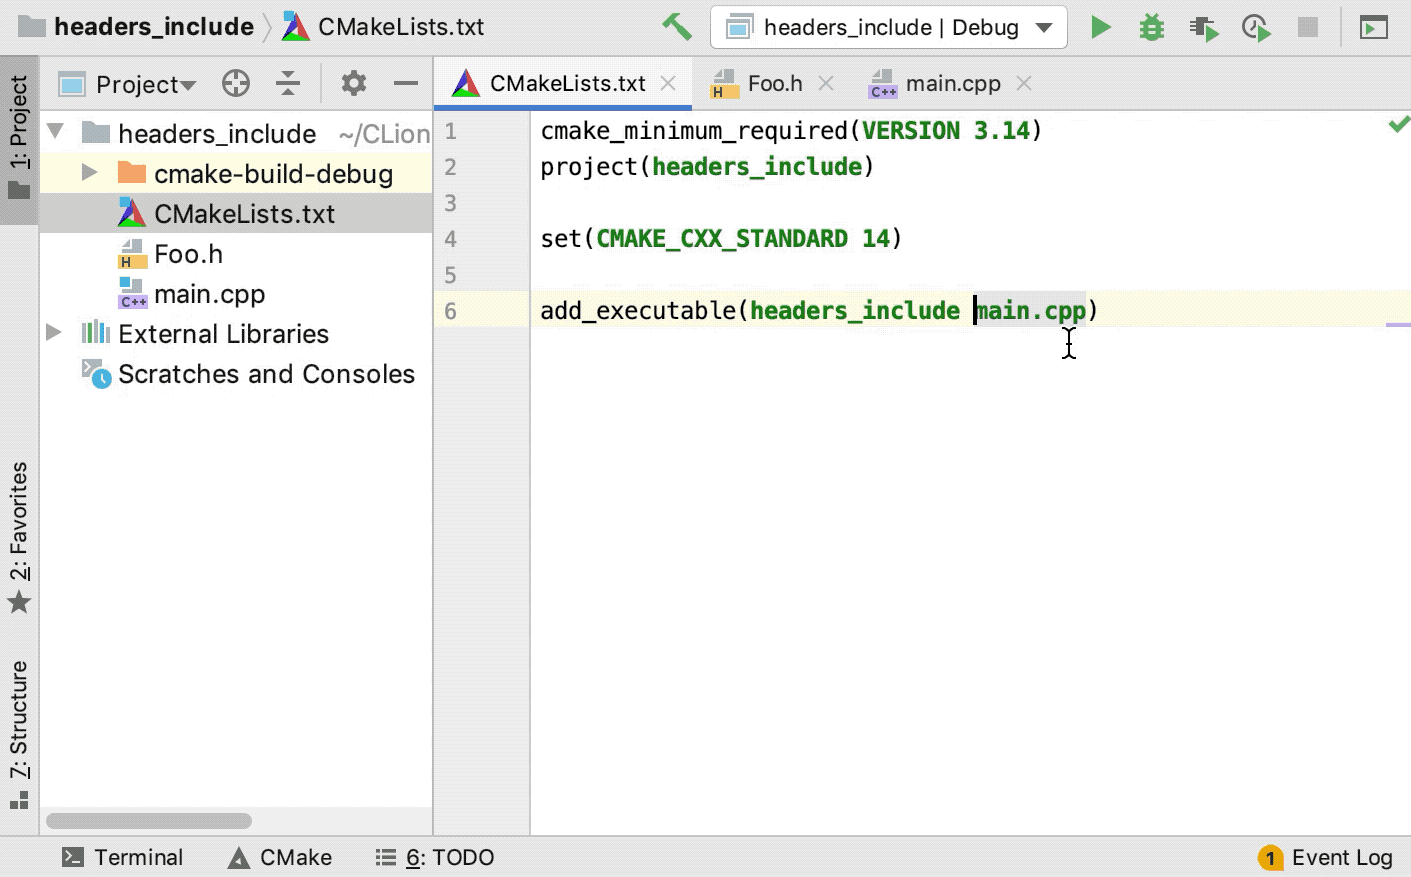 headers_include CMakeLists.txt headers_include | Debug
1: Project
2: Favorites
7: Structure
Project
headers_include ~/CLion
cmake-build-debug
CMakeLists.txt
Foo.h
main.cpp
External Libraries
Scratches and Consoles
CMakeLists.txt Foo.h main.cpp
1 cmake_minimum_required(VERSION 3.14)
2 project(headers_include)
3
4 set(CMAKE_CXX_STANDARD 14)
5
6 add_executable(headers_include main.cpp)
Terminal CMake 6: TODO 1 Event Log